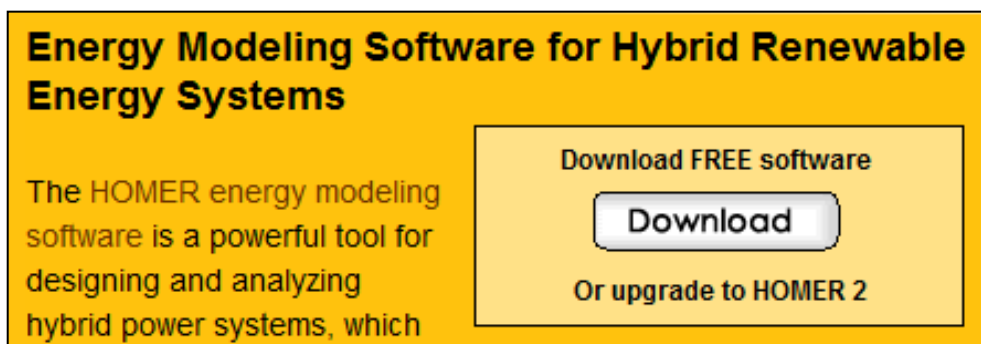 Energy Modeling Software for Hybrid Renewable
Energy Systems
The HOMER energy modeling
software is a powerful tool for
designing and analyzing
hybrid power systems, which
Download FREE software
Download
Or upgrade to HOMER 2